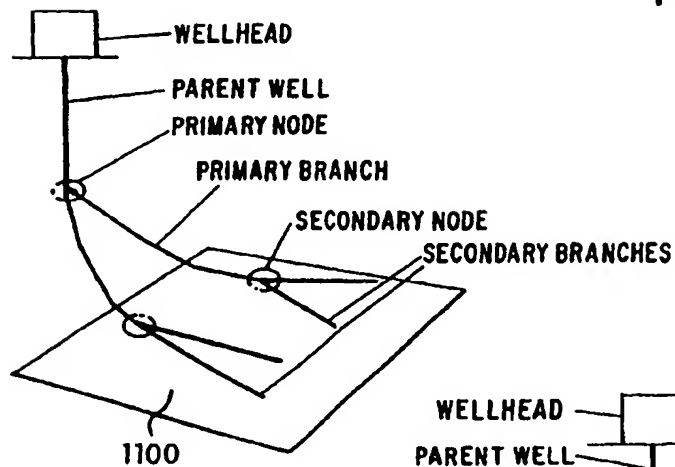 WELLHEAD
PARENT WELL
PRIMARY NODE
PRIMARY BRANCH
SECONDARY NODE
SECONDARY BRANCHES
1100
WELLHEAD
PARENT WELL